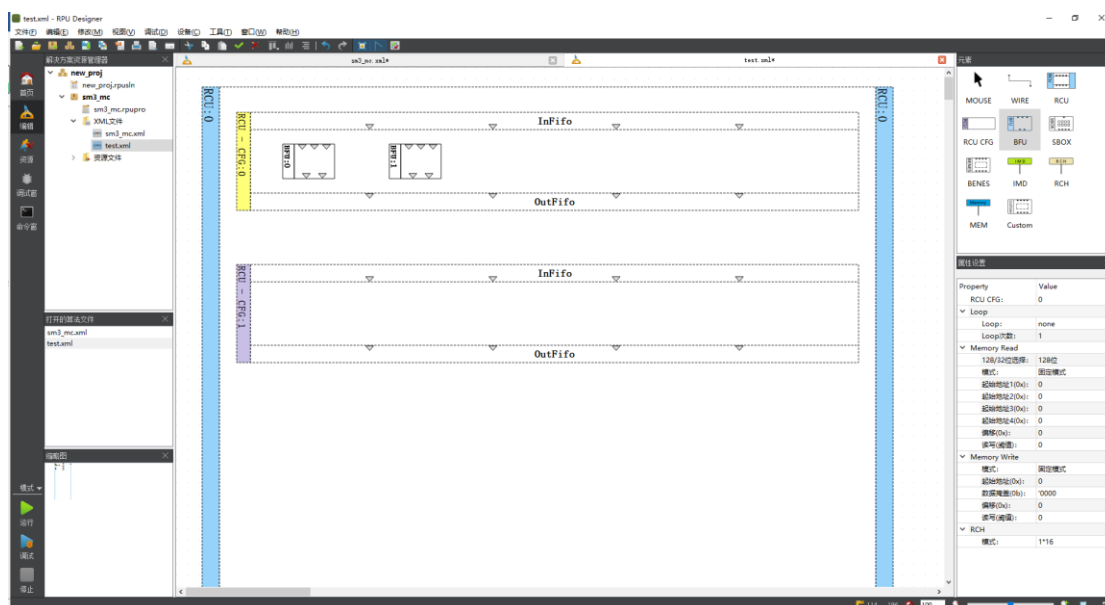 test.xml - RPU Designer
文件(F) 编辑(E) 修改(M) 视图(V) 调试(D) 设备(C) 工具(T) 窗口(W) 帮助(H)
首页
编辑
资源
调试窗
命令窗
模式
运行
调试
停止
解决方案资源管理器
new_proj
new_proj.rpusln
sm3_mc
sm3_mc.rpupro
XML文件
sm3_mc.xml
test.xml
资源文件
打开的算法文件
sm3_mc.xml
test.xml
缩略图
sm3_mc.xml*
test.xml*
RCU:0
RCU:0
RCU - CFG:0
InFifo
BFU:0
BFU:1
OutFifo
RCU - CFG:1
InFifo
OutFifo
元素
MOUSE WIRE RCU
RCU CFG BFU SBOX
IMD RCH
BENES IMD RCH
Memory
MEM Custom
属性设置
Property Value
RCU CFG: 0
Loop
Loop: none
Loop次数: 1
Memory Read
128/32位选择: 128位
模式: 固定模式
起始地址1(0x): 0
起始地址2(0x): 0
起始地址3(0x): 0
起始地址4(0x): 0
偏移(0x): 0
读写(阈值): 0
Memory Write
模式: 固定模式
起始地址(0x): 0
数据掩盖(0b): '0000
偏移(0x): 0
读写(阈值): 0
RCH
模式: 1*16